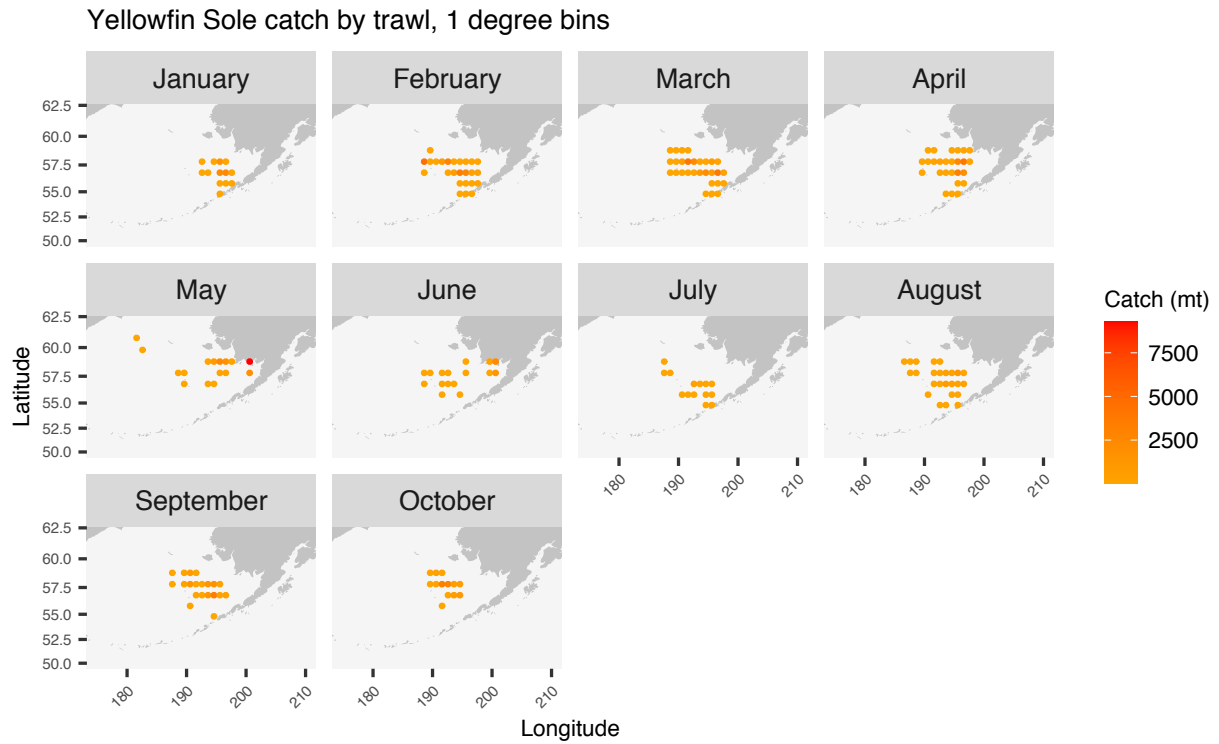 Yellowfin Sole catch by trawl, 1 degree bins
January February March April
62.5
60.0
57.5
55.0
52.5
50.0
May June July August
62.5
60.0
57.5
55.0
52.5
50.0
180 190 200 210 180 190 200 210
September October
62.5
60.0
57.5
55.0
52.5
50.0
180 190 200 210 180 190 200 210
Latitude
Longitude
Catch (mt)
7500
5000
2500